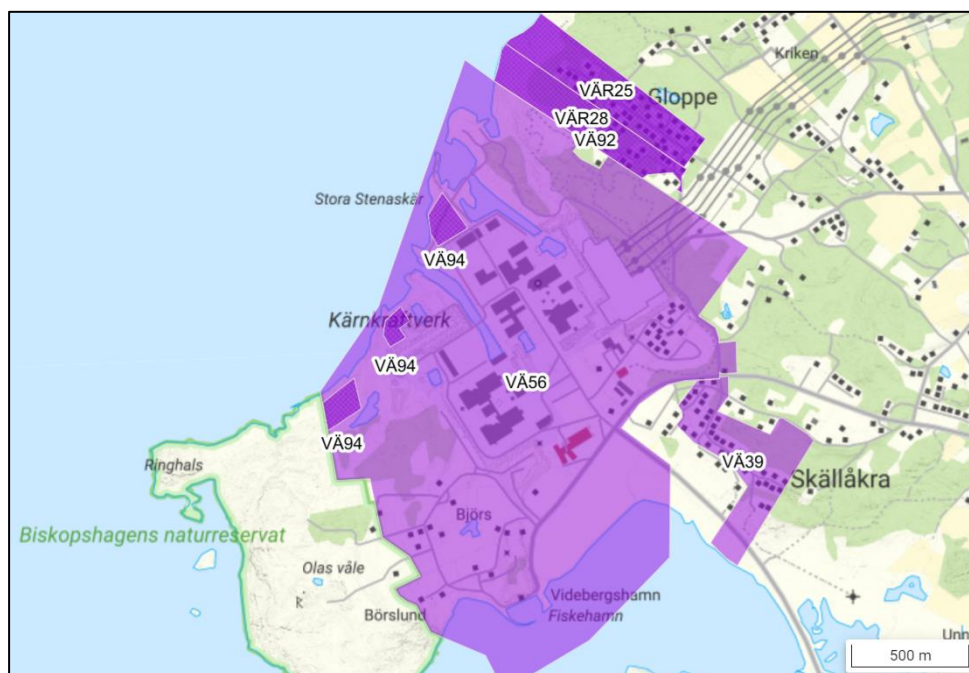 Kriken
VÄR25
Gloppe
VÄR28
VÄ92
Stora Stenaskär
VÄ94
Kärnkraftverk
VÄ94
VÄ56
VÄ94
VÄ39
Ringhals
Skällåkra
Björs
Biskopshagens naturreservat
Olas våle
R
Börslund
Videbergshamn
Fiskehamn
Unn
500 m